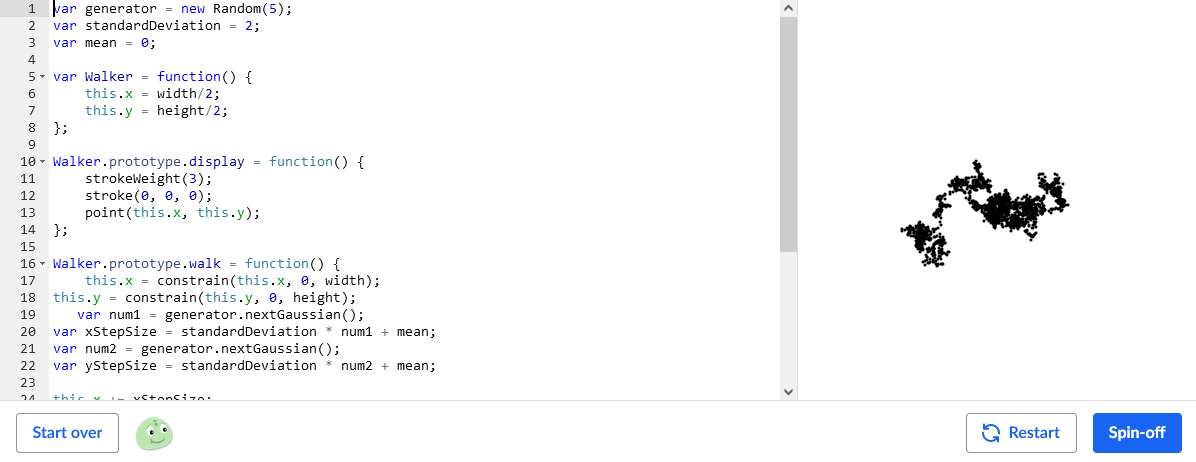 1 var generator = new Random(5);
2 var standardDeviation = 2;
3 var mean = 0;
4
5 var Walker = function() {
6 this.x = width/2;
7 this.y = height/2;
8 };
9
10 Walker.prototype.display = function() {
11 strokeWeight(3);
12 stroke(0, 0, 0);
13 point(this.x, this.y);
14 };
15
16 Walker.prototype.walk = function() {
17 this.x = constrain(this.x, 0, width);
18 this.y = constrain(this.y, 0, height);
19 var num1 = generator.nextGaussian();
20 var xStepSize = standardDeviation * num1 + mean;
21 var num2 = generator.nextGaussian();
22 var yStepSize = standardDeviation * num2 + mean;
23
24 this.x += xStepSize;
Start over
Restart
Spin-off